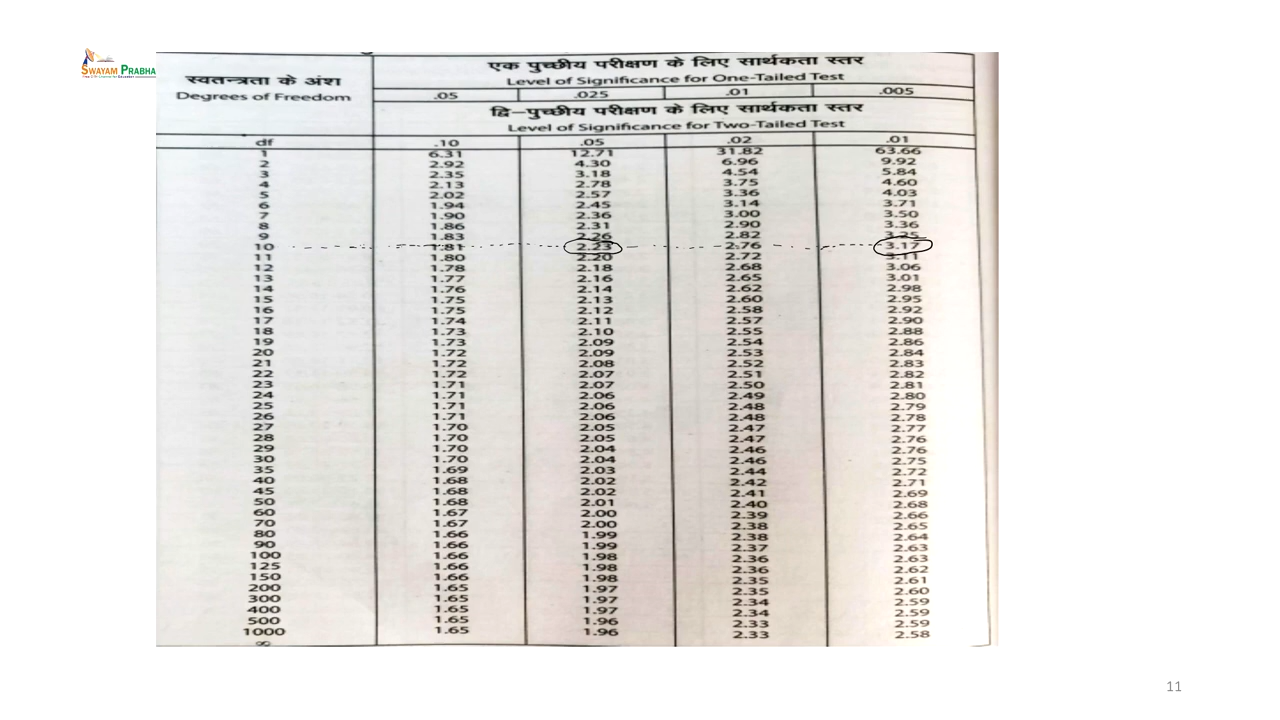 SWAYAM PRABHA
एक पुच्छीय परीक्षण के लिए सार्थकता स्तर
स्वतन्त्रता के अंश Level of Significance for One-Tailed Test
Degrees of Freedom .05 .025 .01 .005
द्वि-पुच्छीय परीक्षण के लिए सार्थकता स्तर
Level of Significance for Two-Tailed Test
df .10 .05 .02 .01
1 6.31 12.71 31.82 63.66
2 2.92 4.30 6.96 9.92
3 2.35 3.18 4.54 5.84
4 2.13 2.78 3.75 4.60
5 2.02 2.57 3.36 4.03
6 1.94 2.45 3.14 3.71
7 1.90 2.36 3.00 3.50
8 1.86 2.31 2.90 3.36
9 1.83 2.26 2.82 3.25
10 1.81 2.23 2.76 3.17
11 1.80 2.20 2.72 3.11
12 1.78 2.18 2.68 3.06
13 1.77 2.16 2.65 3.01
14 1.76 2.14 2.62 2.98
15 1.75 2.13 2.60 2.95
16 1.75 2.12 2.58 2.92
17 1.74 2.11 2.57 2.90
18 1.73 2.10 2.55 2.88
19 1.73 2.09 2.54 2.86
20 1.72 2.09 2.53 2.84
21 1.72 2.08 2.52 2.83
22 1.72 2.07 2.51 2.82
23 1.71 2.07 2.50 2.81
24 1.71 2.06 2.49 2.80
25 1.71 2.06 2.48 2.79
26 1.71 2.06 2.48 2.78
27 1.70 2.05 2.47 2.77
28 1.70 2.05 2.47 2.76
29 1.70 2.04 2.46 2.76
30 1.70 2.04 2.46 2.75
35 1.69 2.03 2.44 2.72
40 1.68 2.02 2.42 2.71
45 1.68 2.02 2.41 2.69
50 1.68 2.01 2.40 2.68
60 1.67 2.00 2.39 2.66
70 1.67 2.00 2.38 2.65
80 1.66 1.99 2.38 2.64
90 1.66 1.99 2.37 2.63
100 1.66 1.98 2.36 2.63
125 1.66 1.98 2.36 2.62
150 1.66 1.98 2.35 2.61
200 1.65 1.97 2.35 2.60
300 1.65 1.97 2.34 2.59
400 1.65 1.97 2.34 2.59
500 1.65 1.96 2.33 2.59
1000 1.65 1.96 2.33 2.58
∞
11